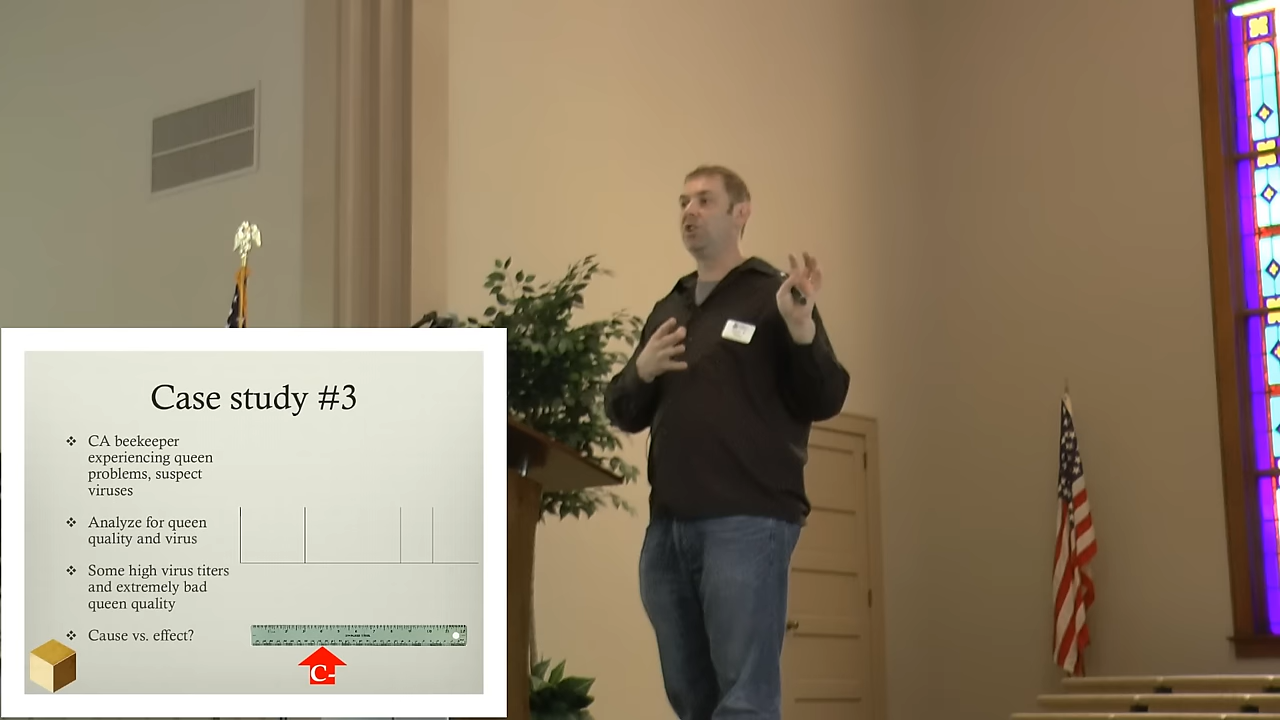 Case study #3
❖ CA beekeeper
experiencing queen
problems, suspect
viruses
❖ Analyze for queen
quality and virus
❖ Some high virus titers
and extremely bad
queen quality
❖ Cause vs. effect?
C-